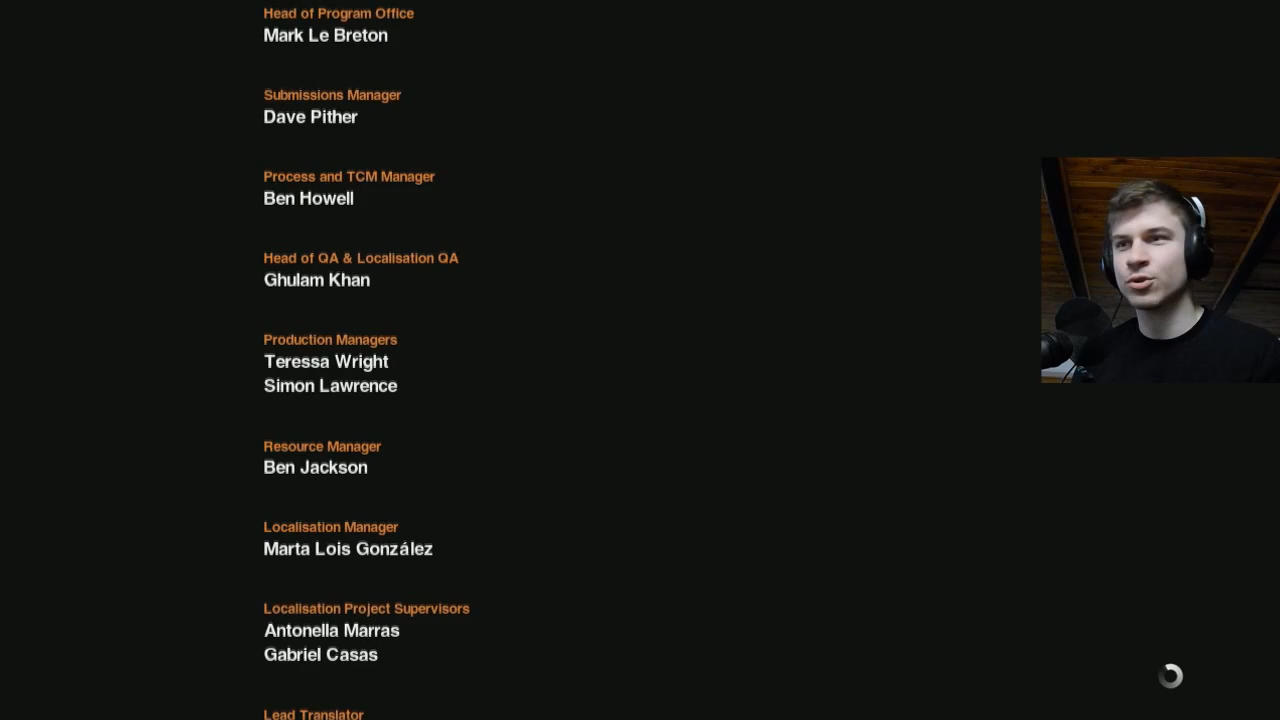 Head of Program Office
Mark Le Breton
Submissions Manager
Dave Pither
Process and TCM Manager
Ben Howell
Head of QA & Localisation QA
Ghulam Khan
Production Managers
Teressa Wright
Simon Lawrence
Resource Manager
Ben Jackson
Localisation Manager
Marta Lois González
Localisation Project Supervisors
Antonella Marras
Gabriel Casas
Lead Translator